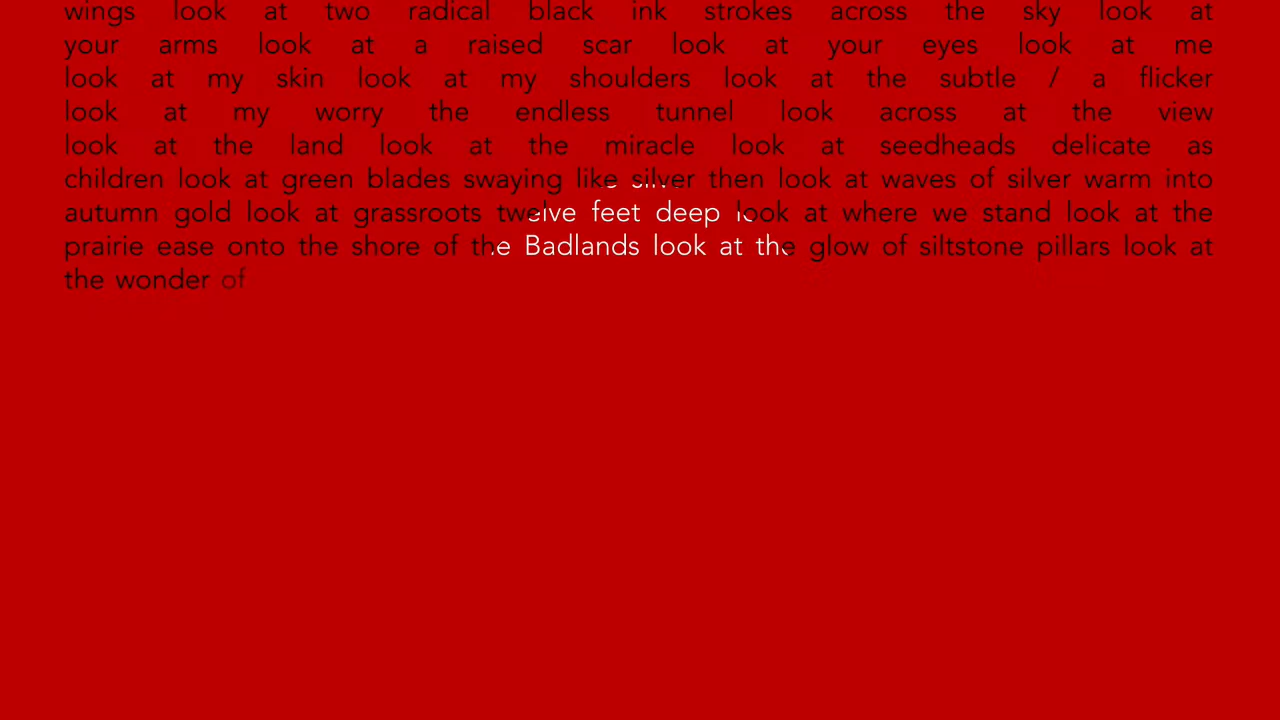 wings look at two radical black ink strokes across the sky look at
your arms look at a raised scar look at your eyes look at me
look at my skin look at my shoulders look at the subtle / a flicker
look at my worry the endless tunnel look across at the view
look at the land look at the miracle look at seedheads delicate as
children look at green blades swaying like silver then look at waves of silver warm into
autumn gold look at grassroots twelve feet deep look at where we stand look at the
prairie ease onto the shore of the Badlands look at the glow of siltstone pillars look at
the wonder of